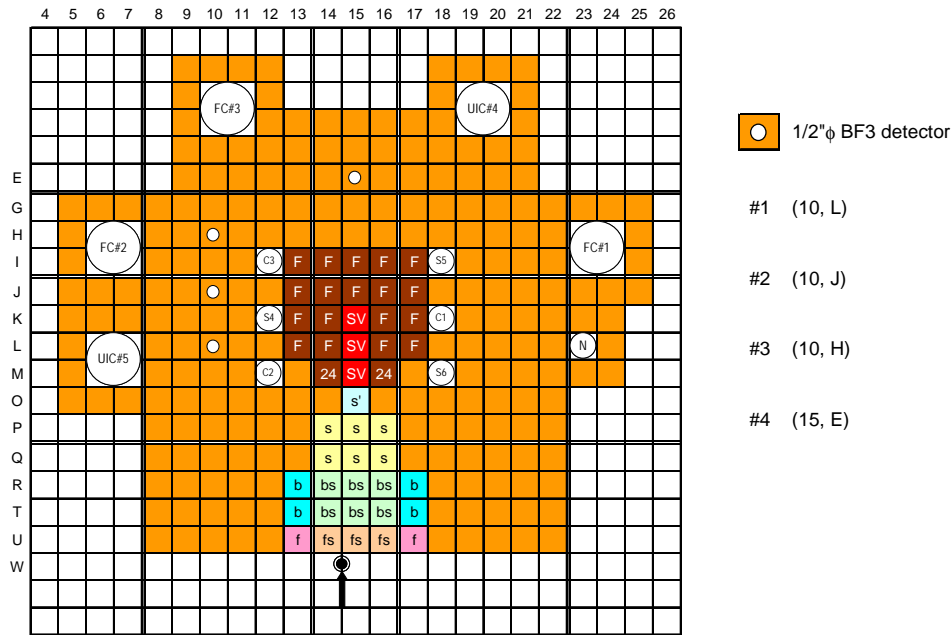 4 5 6 7 8 9 10 11 12 13 14 15 16 17 18 19 20 21 22 23 24 25 26
FC#3 UIC#4
1/2"φ BF3 detector
E
G #1 (10, L)
H FC#2 FC#1
I C3 F F F F F S5
J F F F F F #2 (10, J)
K S4 F F SV F F C1
L UIC#5 F F SV F F N #3 (10, H)
M C2 24 SV 24 S6
O s'
P s s s #4 (15, E)
Q s s s
R b bs bs bs b
T b bs bs bs b
U f fs fs fs f
W